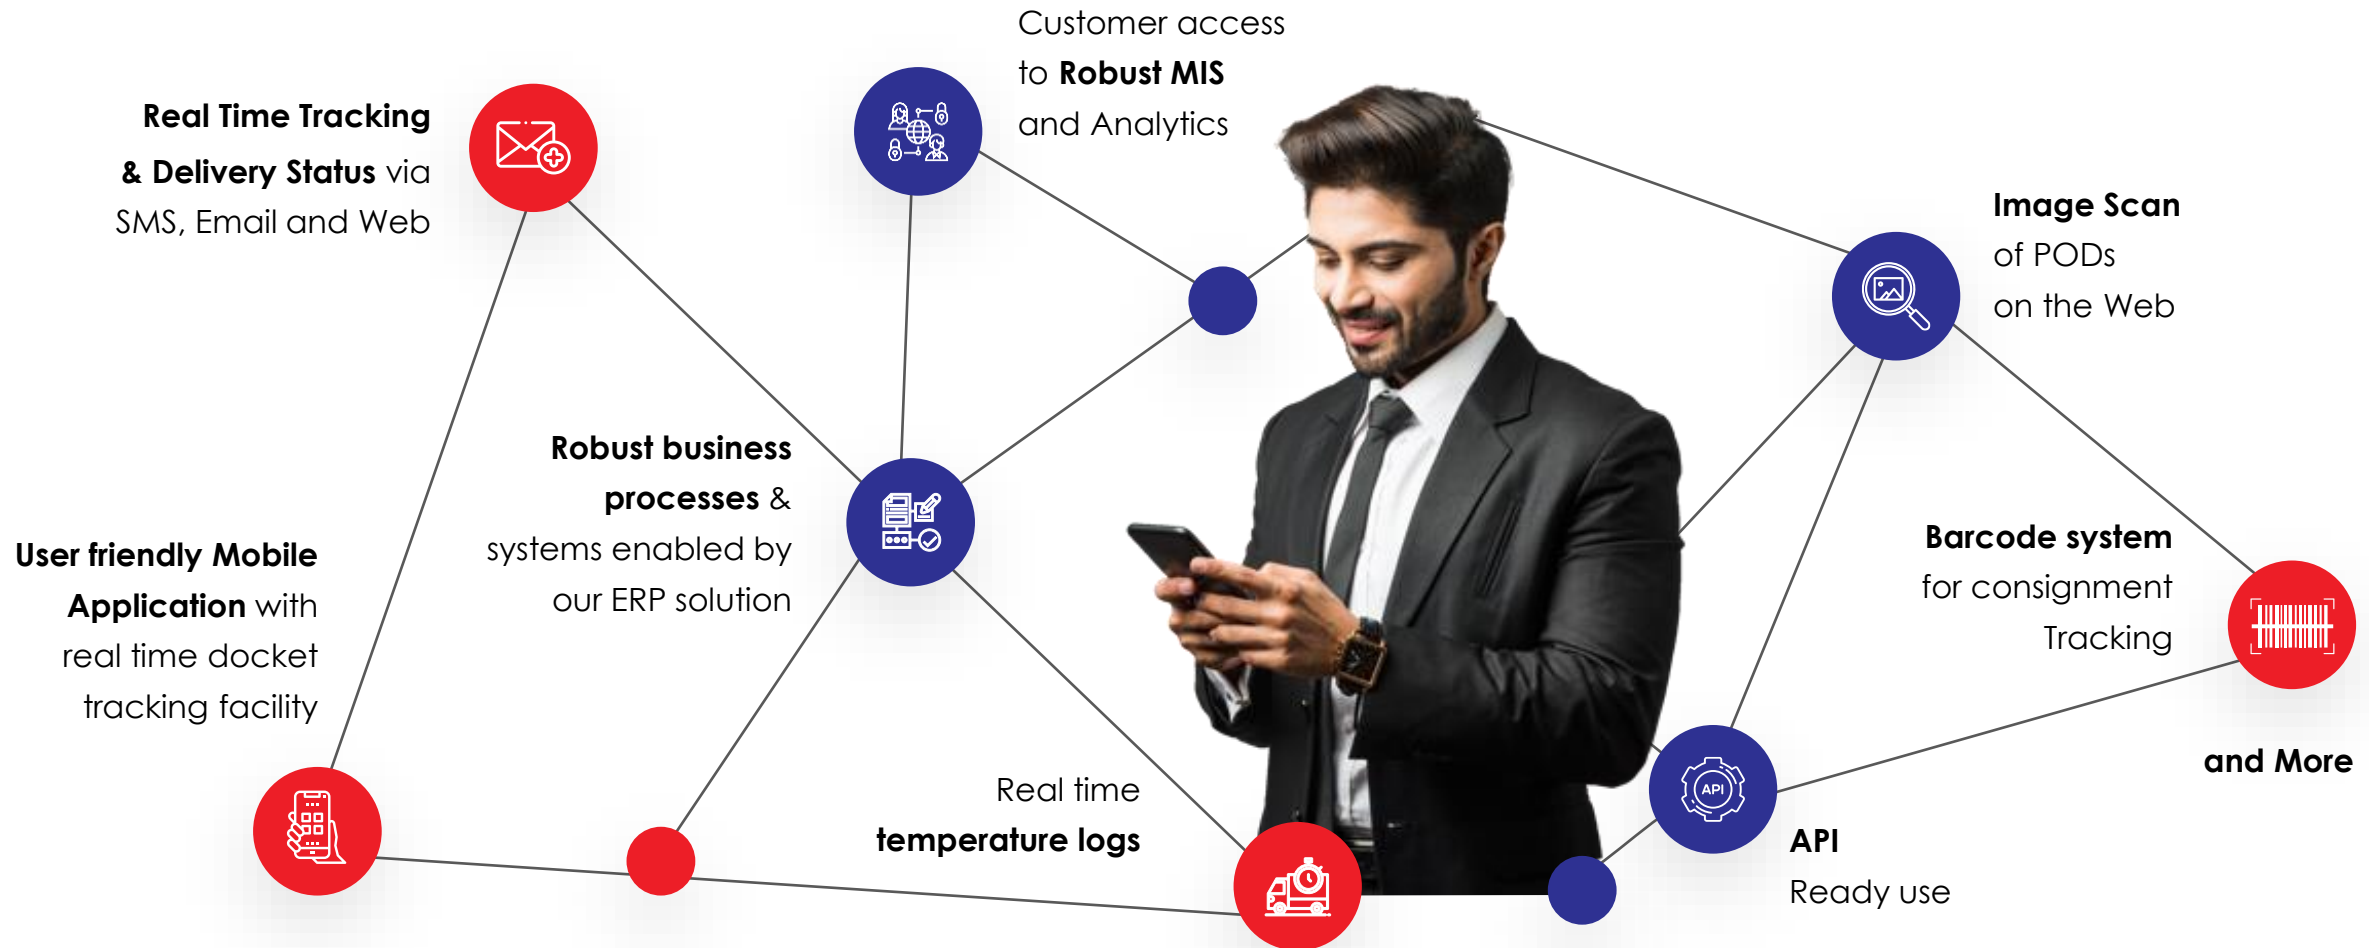 Customer access
to Robust MIS
and Analytics
Real Time Tracking
& Delivery Status via
SMS, Email and Web
Image Scan
of PODs
on the Web
Robust business
processes &
systems enabled by
our ERP solution
User friendly Mobile
Application with
real time docket
tracking facility
Barcode system
for consignment
Tracking
and More
Real time
temperature logs
API
API
Ready use